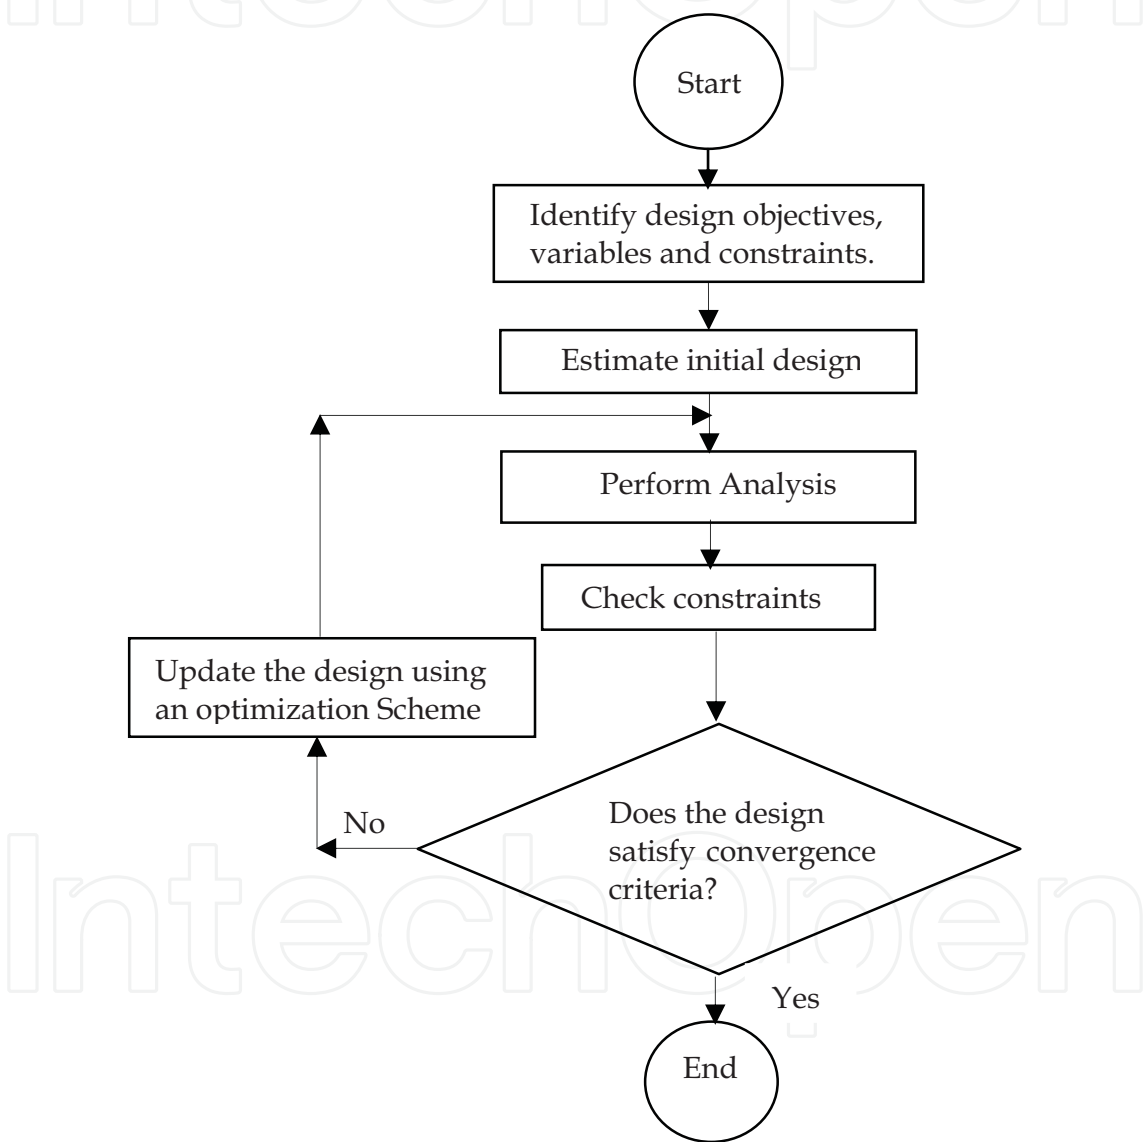 IntechOpen
Start
Identify design objectives,
variables and constraints.
Estimate initial design
Perform Analysis
Check constraints
Update the design using
an optimization Scheme
No
Does the design
satisfy convergence
criteria?
IntechOpen
Yes
End